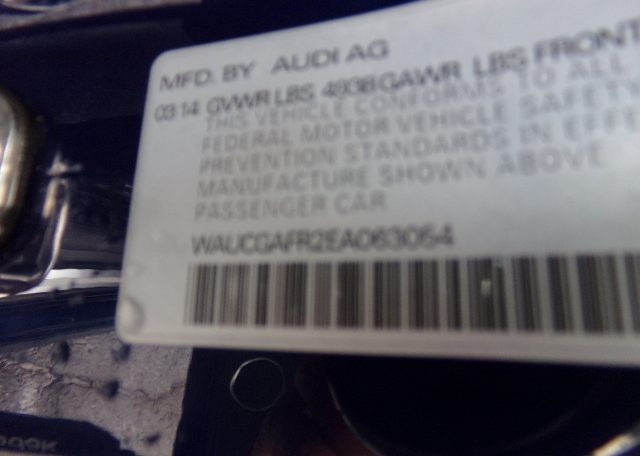 MFD. BY AUDI AG
03 14 GVWR LBS 4938 GAWR LBS FRONT
THIS VEHICLE CONFORMS TO ALL
FEDERAL MOTOR VEHICLE SAFETY
PREVENTION STANDARDS IN EFFE
MANUFACTURE SHOWN ABOVE
PASSENGER CAR
WAUCGAFR2EA063054